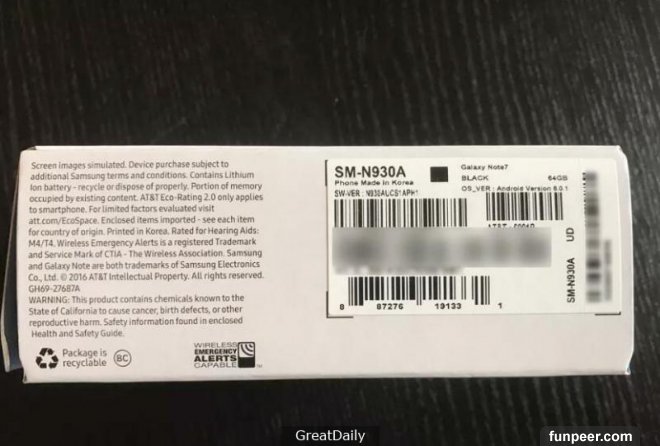 Screen images simulated. Device purchase subject to
additional Samsung terms and conditions. Contains Lithium
Ion battery - recycle or dispose of properly. Portion of memory
occupied by existing content. AT&T Eco-Rating 2.0 only applies
to smartphone. For limited factors evaluated visit
att.com/EcoSpace. Enclosed items imported - see each item
for country of origin. Printed in Korea. Rated for Hearing Aids:
M4/T4. Wireless Emergency Alerts is a registered Trademark
and Service Mark of CTIA - The Wireless Association. Samsung
and Galaxy Note are both trademarks of Samsung Electronics
Co., Ltd. © 2016 AT&T Intellectual Property. All rights reserved.
GH69-27687A
WARNING: This product contains chemicals known to the
State of California to cause cancer, birth defects, or other
reproductive harm. Safety information found in enclosed
Health and Safety Guide.
Package is
recyclable
BC
WIRELESS
EMERGENCY
ALERTS
CAPABLE
TM
SM-N930A
Phone Made in Korea
SW-VER : N930AUCS1APH1
Galaxy Note7
BLACK 64GB
OS_VER : Android Version 6.0.1
8 87276 19133 1
SM-N930A UD
GreatDaily
funpeer.com